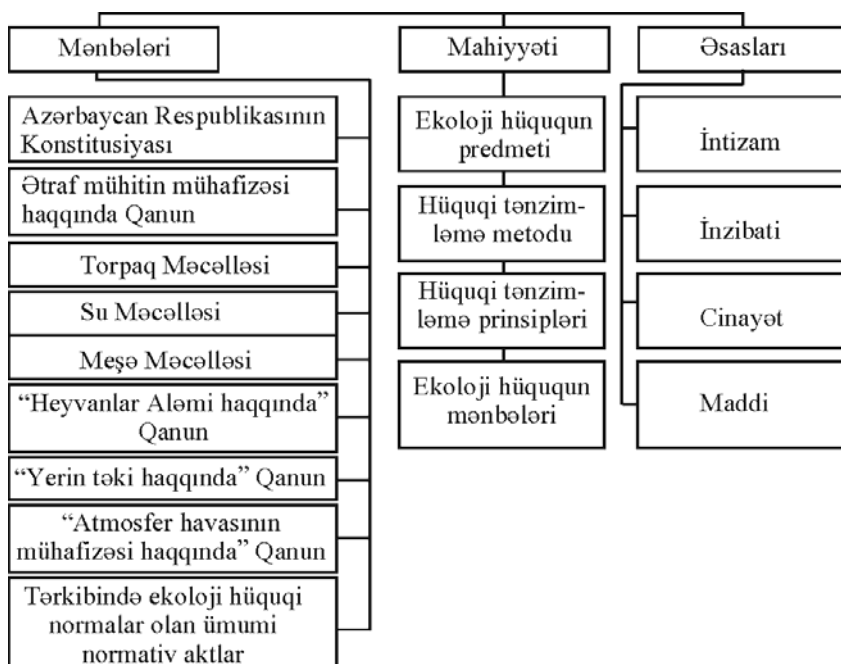 Mənbələri
Azərbaycan Respublikasının
Konstitusiyası
Ətraf mühitin mühafizəsi
haqqında Qanun
Torpaq Məcəlləsi
Su Məcəlləsi
Meşə Məcəlləsi
“Heyvanlar Aləmi haqqında”
Qanun
“Yerin təki haqqında” Qanun
“Atmosfer havasının
mühafizəsi haqqında” Qanun
Tərkibində ekoloji hüquqi
normalar olan ümumi
normativ aktlar
Mahiyyəti
Ekoloji hüququn
predmeti
Hüquqi tənzim-
ləmə metodu
Hüquqi tənzim-
ləmə prinsipləri
Ekoloji hüququn
mənbələri
Əsasları
İntizam
İnzibati
Cinayət
Maddi